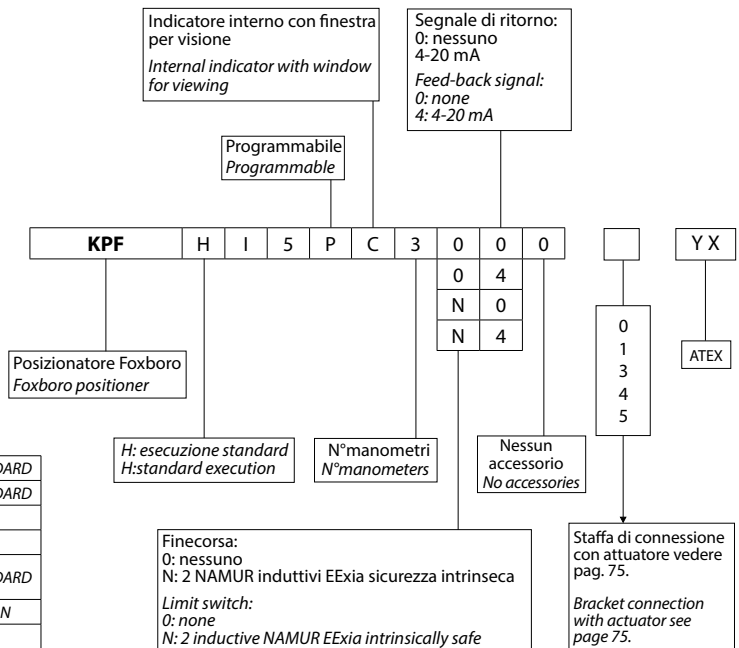 Indicatore interno con finestra
per visione
Internal indicator with window
for viewing
Segnale di ritorno:
0: nessuno
4-20 mA
Feed-back signal:
0: none
4: 4-20 mA
Programmabile
Programmable
KPF H I 5 P C 3 0 0 0 Y X
0 4
N 0
N 4
0
1
3
4
5
ATEX
Posizionatore Foxboro
Foxboro positioner
H: esecuzione standard
H:standard execution
N°manometri
N°manometers
Nessun
accessorio
No accessories
DARD
DARD
DARD
N
Finecorsa:
0: nessuno
N: 2 NAMUR induttivi EExia sicurezza intrinseca
Limit switch:
0: none
N: 2 inductive NAMUR EExia intrinsically safe
Staffa di connessione
con attuatore vedere
pag. 75.
Bracket connection
with actuator see
page 75.